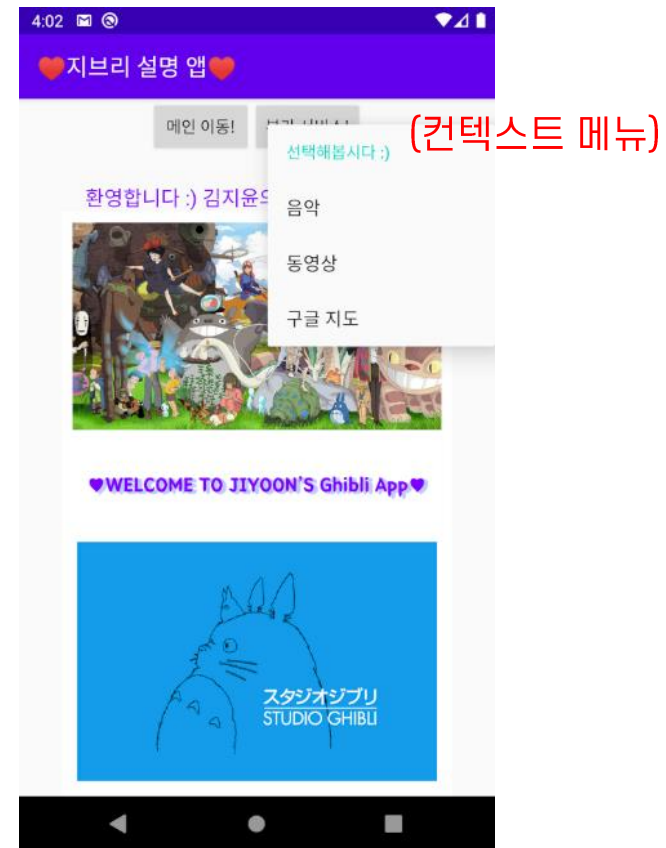 4:02
♥지브리 설명 앱♥
메인 이동!
(컨텍스트 메뉴)
선택해봅시다 :)
환영합니다 :) 김지윤의
음악
동영상
구글 지도
♥WELCOME TO JIYOON'S Ghibli App♥
スタジオジブリ
STUDIO GHIBLI